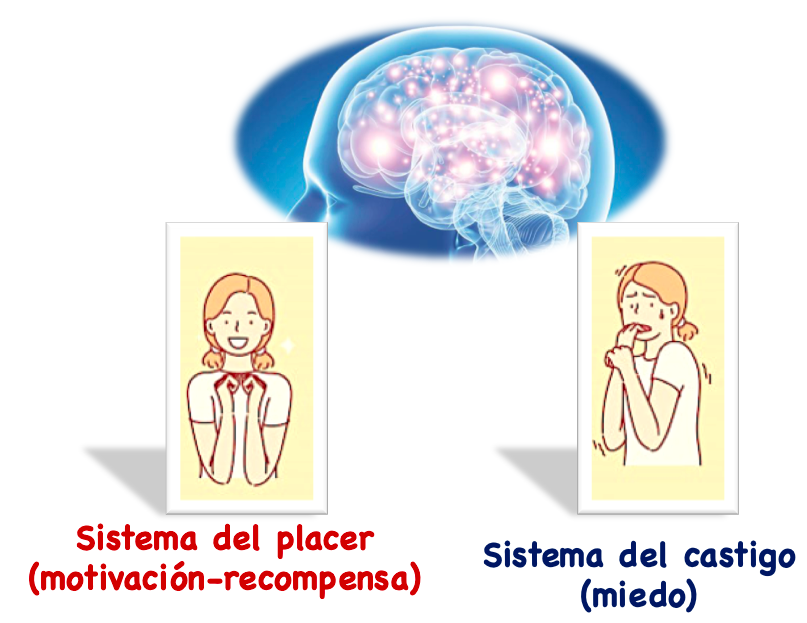 Sistema del placer
(motivación-recompensa)
Sistema del castigo
(miedo)